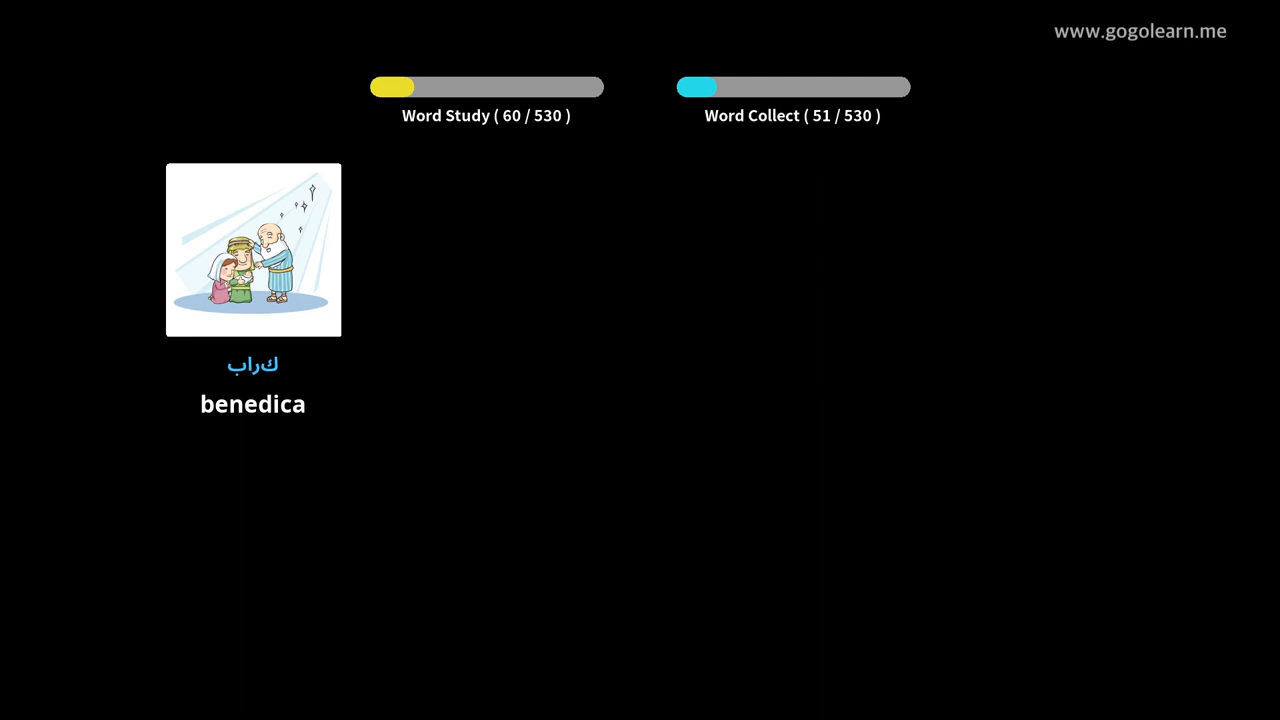 www.gogolearn.me
Word Study ( 60 / 530 )
Word Collect ( 51 / 530 )
كراب
benedica